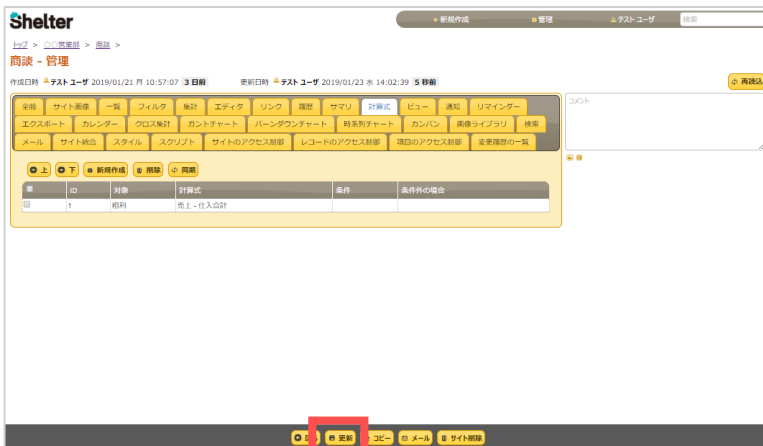 Shelter
+ 新規作成 管理 テスト ユーザ 検索
トップ > 〇〇営業部 > 商談 >
商談 - 管理
作成日時 テスト ユーザ 2019/01/21 月 10:57:07 3 日前 更新日時 テスト ユーザ 2019/01/23 水 14:02:39 5 秒前 再読込
全般 サイト画像 一覧 フィルタ 集計 エディタ リンク 履歴 サマリ 計算式 ビュー 通知 リマインダー
コメント
エクスポート カレンダー クロス集計 ガントチャート バーンダウンチャート 時系列チャート カンバン 画像ライブラリ 検索
メール サイト統合 スタイル スクリプト サイトのアクセス制御 レコードのアクセス制御 項目のアクセス制御 変更履歴の一覧
上 下 新規作成 削除 同期
ID 対象 計算式 条件 条件外の場合
1 粗利 売上 - 仕入合計
更新 コピー メール サイト削除